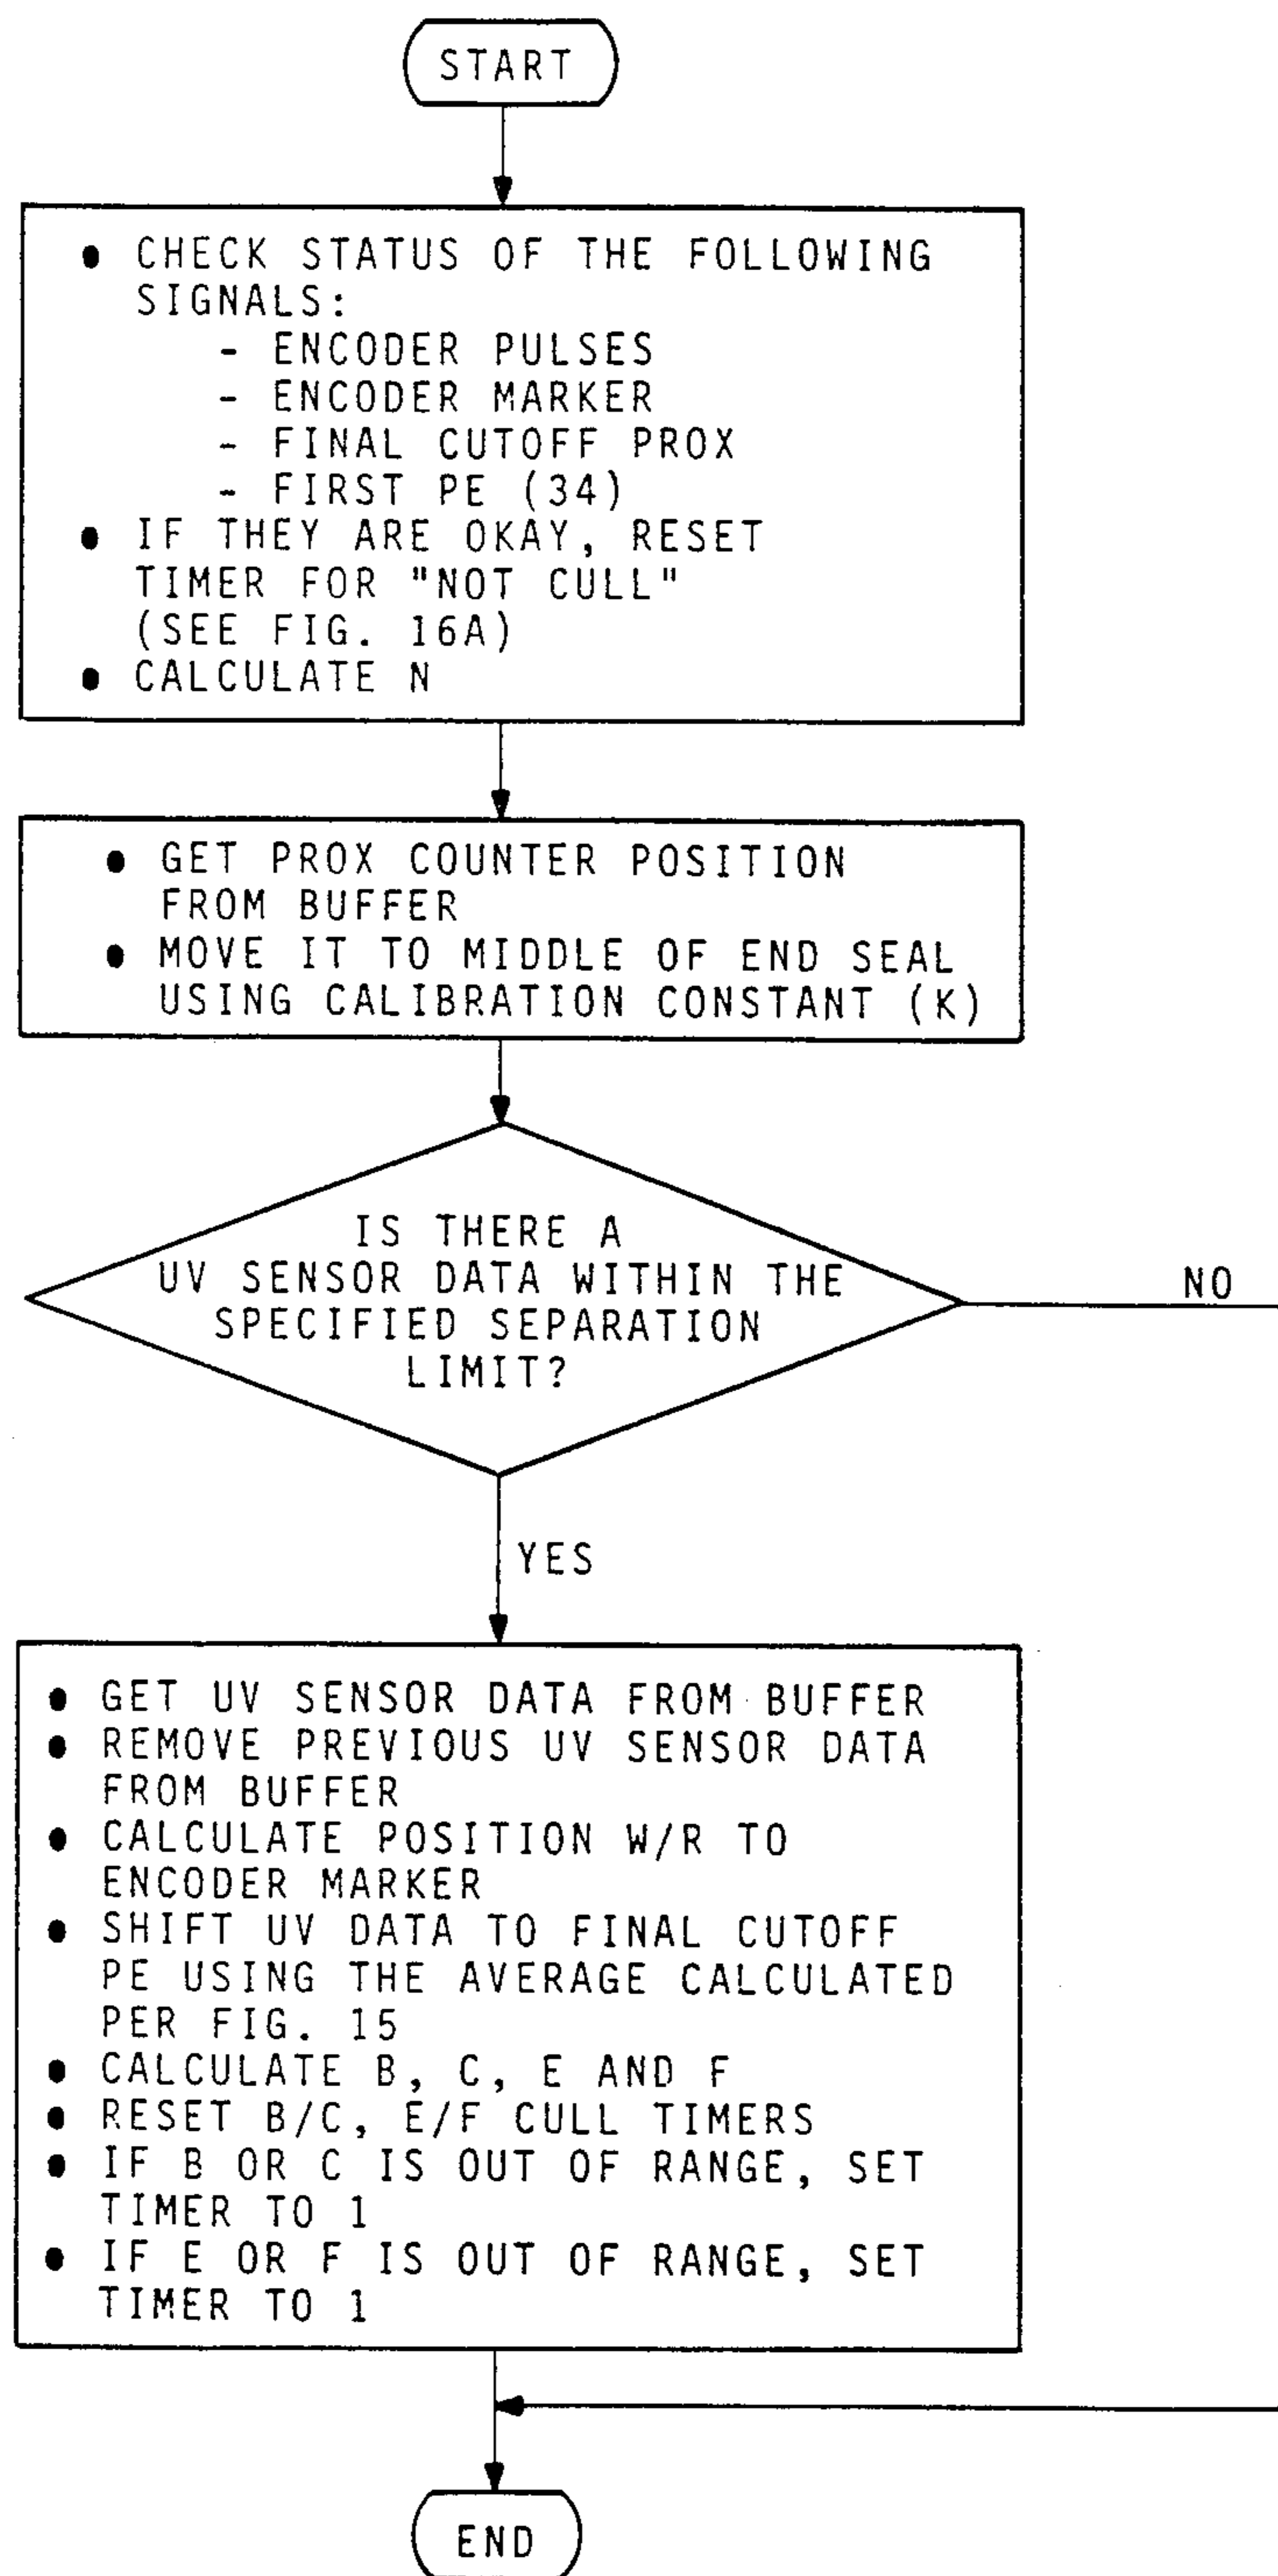 START
● CHECK STATUS OF THE FOLLOWING
SIGNALS:
- ENCODER PULSES
- ENCODER MARKER
- FINAL CUTOFF PROX
- FIRST PE (34)
● IF THEY ARE OKAY, RESET
TIMER FOR "NOT CULL"
(SEE FIG. 16A)
● CALCULATE N
● GET PROX COUNTER POSITION
FROM BUFFER
● MOVE IT TO MIDDLE OF END SEAL
USING CALIBRATION CONSTANT (K)
IS THERE A
UV SENSOR DATA WITHIN THE
SPECIFIED SEPARATION
LIMIT?
NO
YES
● GET UV SENSOR DATA FROM BUFFER
● REMOVE PREVIOUS UV SENSOR DATA
FROM BUFFER
● CALCULATE POSITION W/R TO
ENCODER MARKER
● SHIFT UV DATA TO FINAL CUTOFF
PE USING THE AVERAGE CALCULATED
PER FIG. 15
● CALCULATE B, C, E AND F
● RESET B/C, E/F CULL TIMERS
● IF B OR C IS OUT OF RANGE, SET
TIMER TO 1
● IF E OR F IS OUT OF RANGE, SET
TIMER TO 1
END